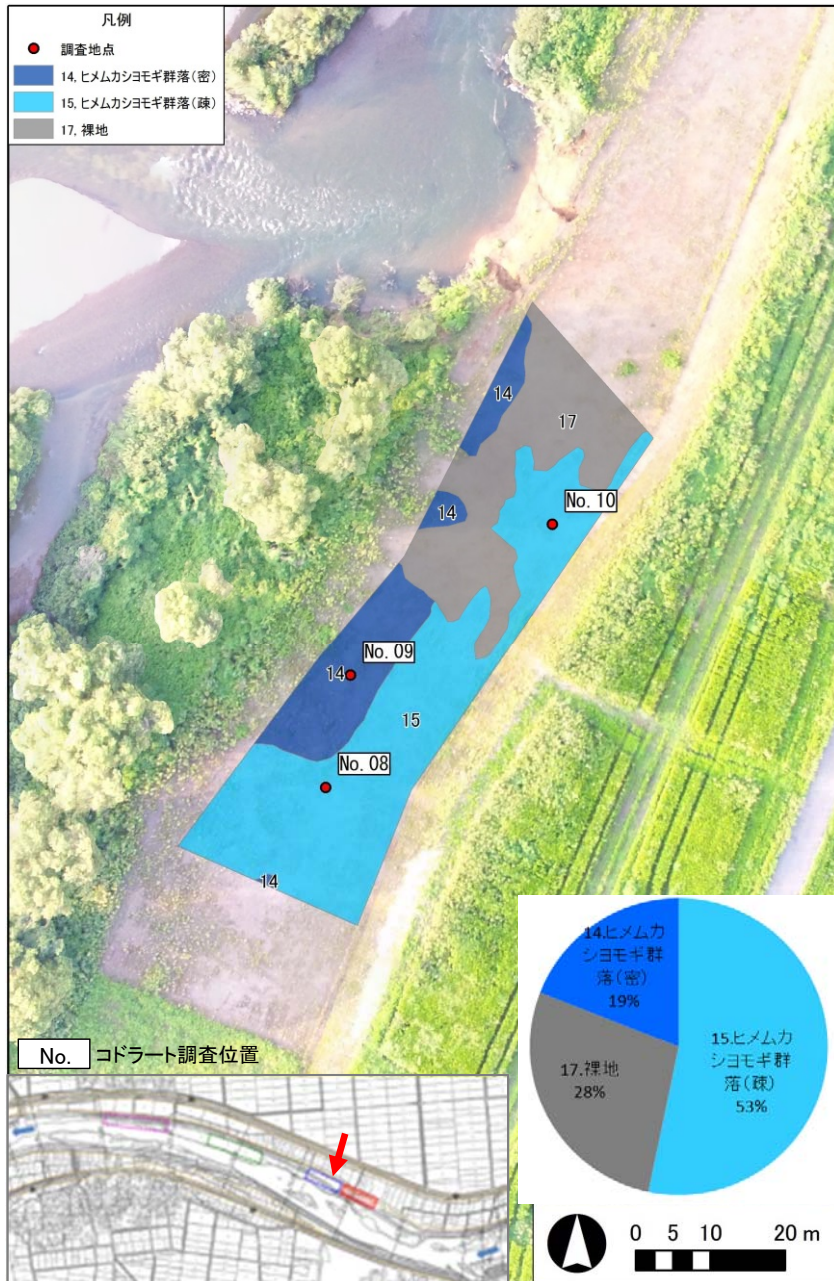 凡例
調査地点
14.ヒメムカシヨモギ群落(密)
15.ヒメムカシヨモギ群落(疎)
17.裸地
14
17
14
No. 10
No. 09
14
15
No. 08
14
14.ヒメムカ
シヨモギ群
落(密)
19%
15.ヒメムカ
シヨモギ群
落(疎)
53%
17.裸地
28%
No.
コドラート調査位置
0 5 10 20 m